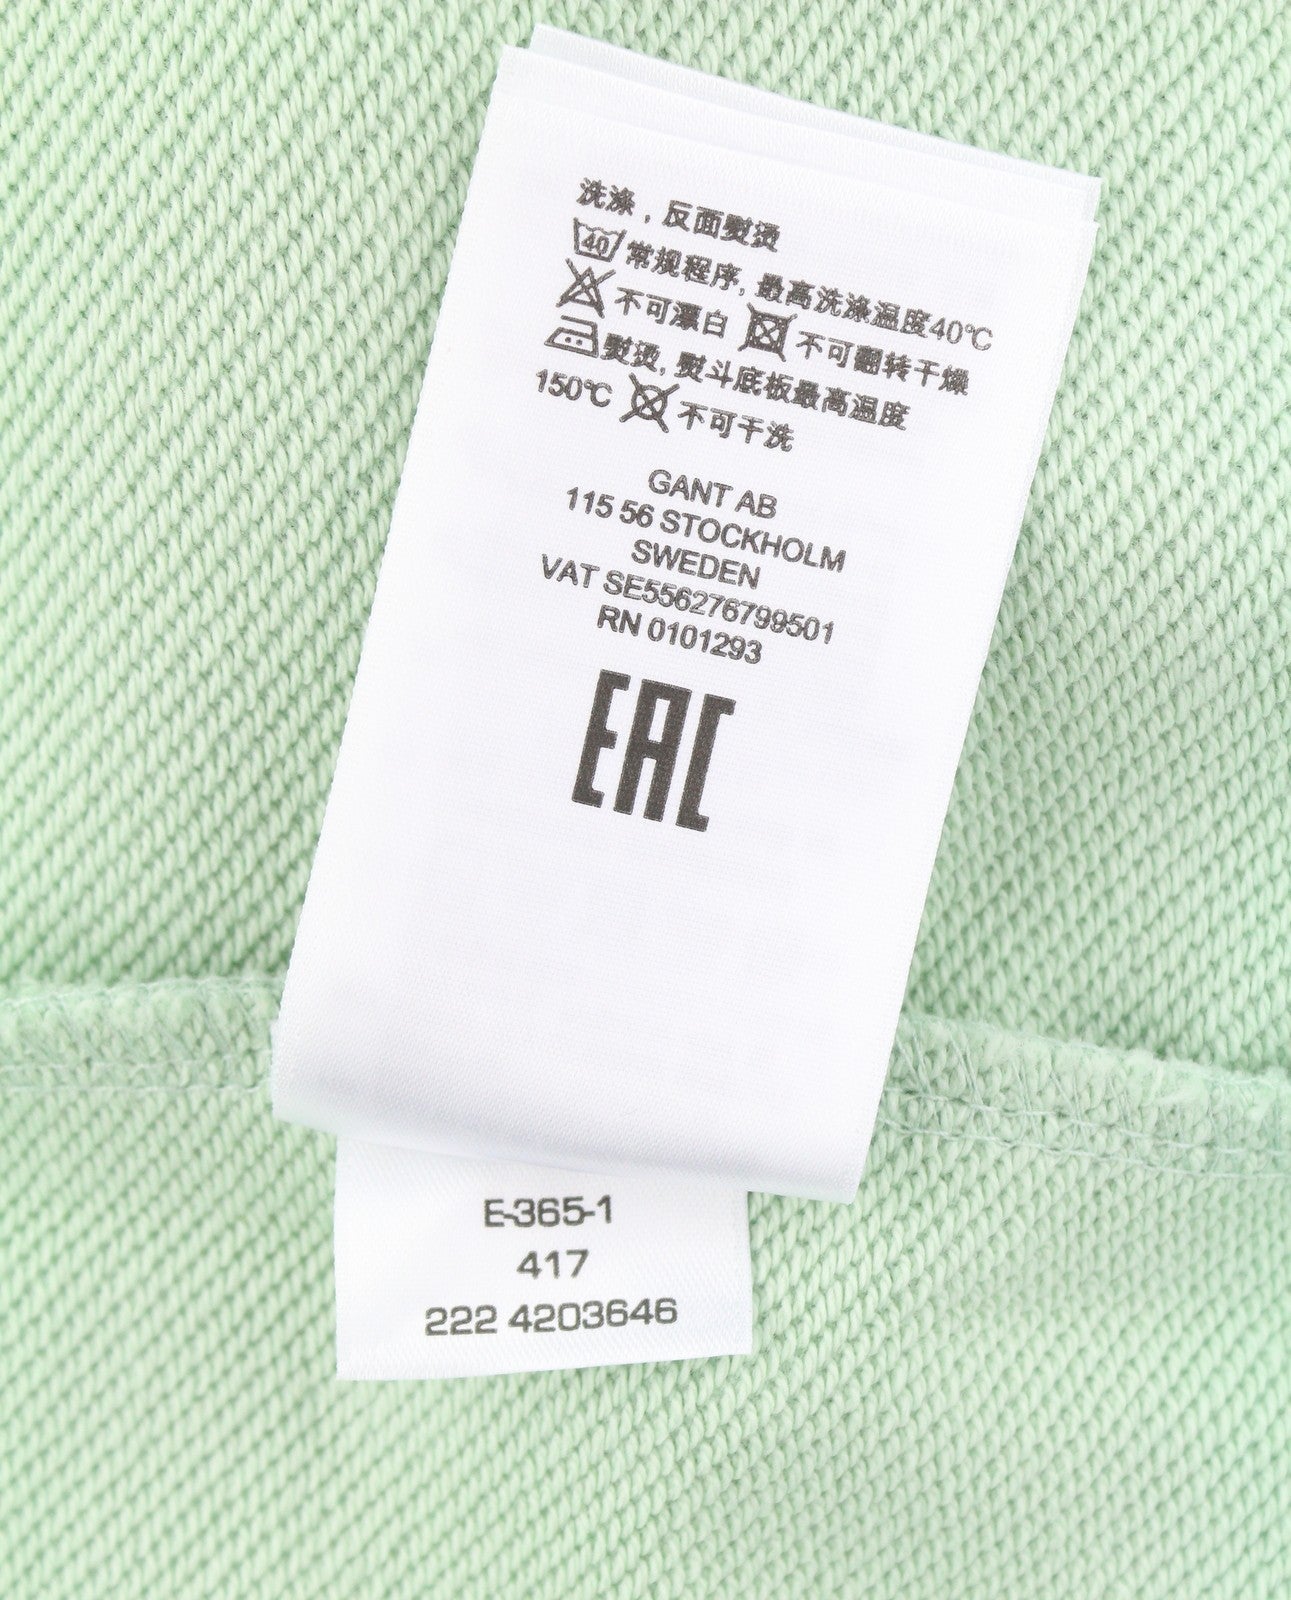 洗涤，反面熨烫
40 常规程序, 最高洗涤温度40℃
不可漂白 不可翻转干燥
熨烫, 熨斗底板最高温度
150℃ 不可干洗
GANT AB
115 56 STOCKHOLM
SWEDEN
VAT SE556276799501
RN 0101293
EAC
E-365-1
417
222 4203646